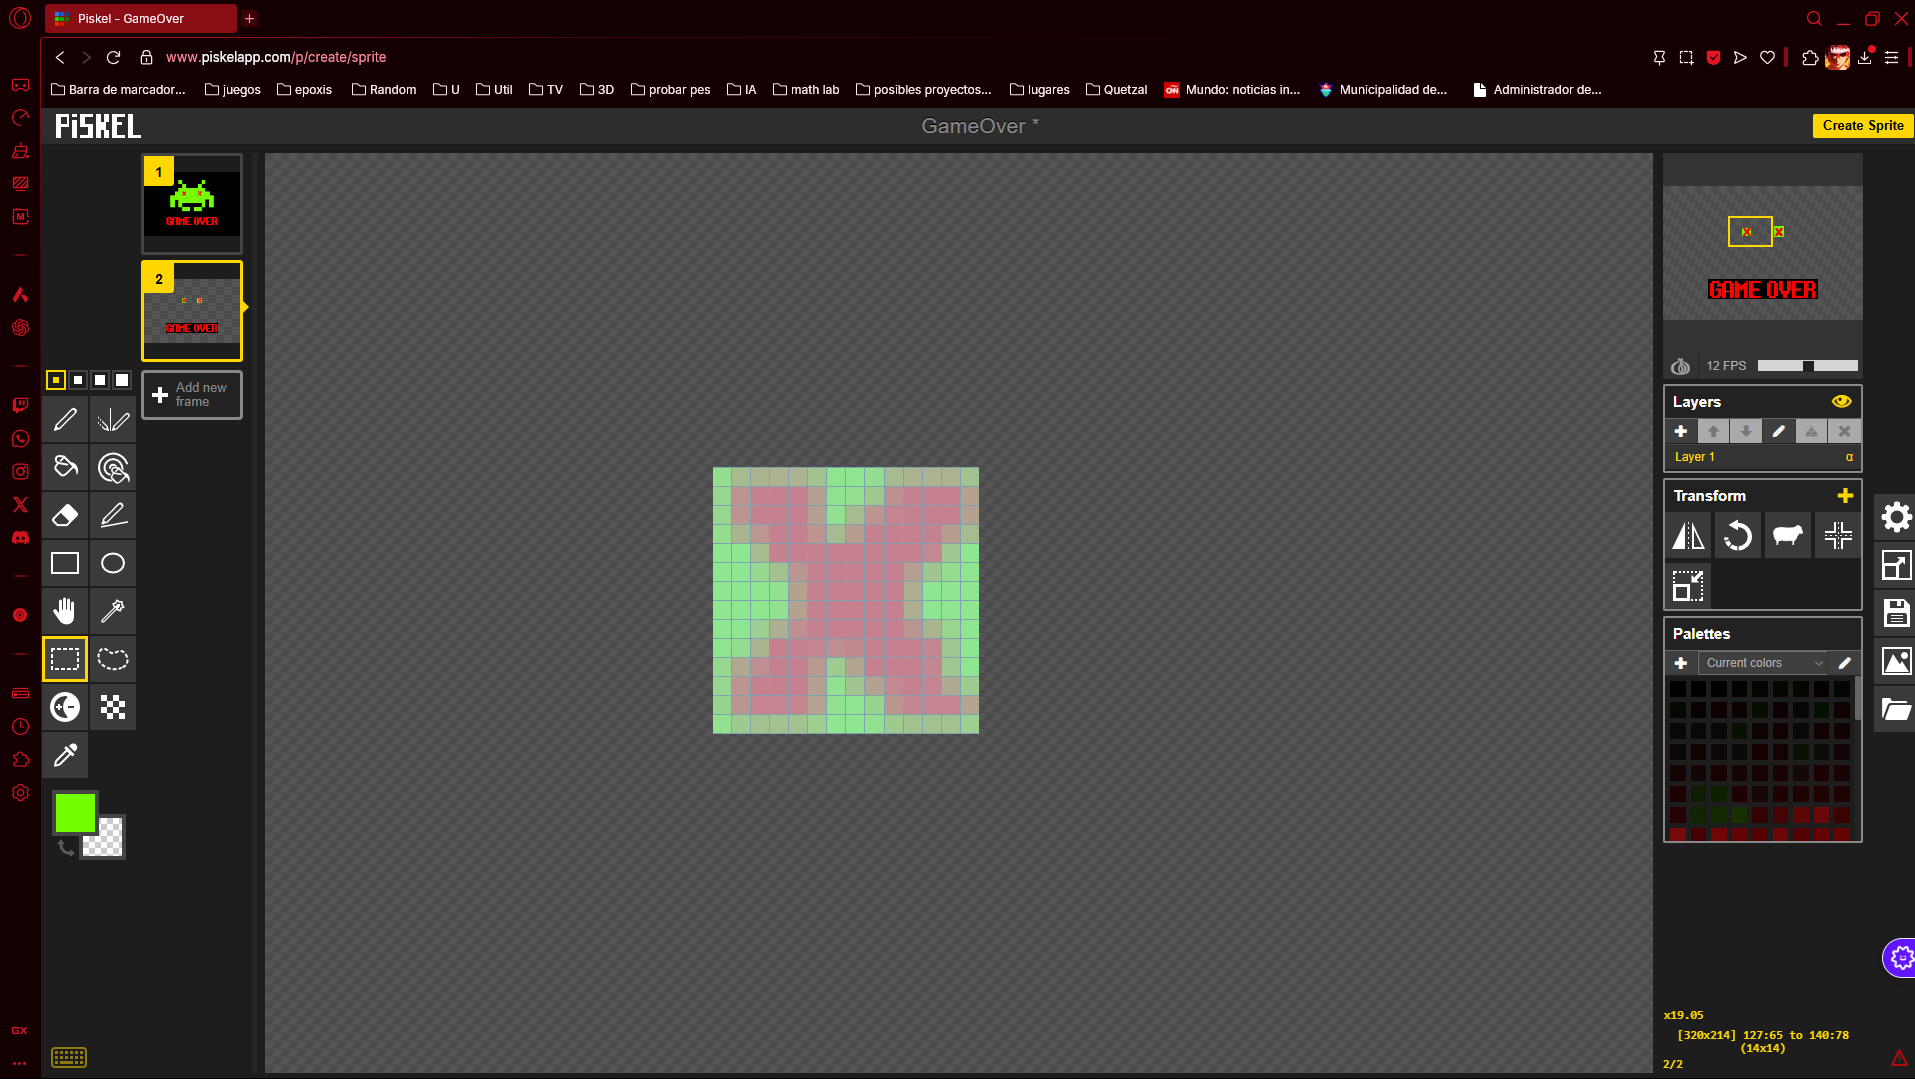 Piskel - GameOver
www.piskelapp.com/p/create/sprite
Barra de marcador... juegos epoxis Random U Util TV 3D probar pes IA math lab posibles proyectos... lugares Quetzal CNN Mundo: noticias in... Municipalidad de... Administrador de...
PiSKEL
GameOver *
Create Sprite
1
GAME OVER
2
GAME OVER
Add new
frame
GAME OVER
12 FPS
Layers
Layer 1 α
Transform
Palettes
Current colors
x19.05
[320x214] 127:65 to 140:78
(14x14)
2/2
M
GX